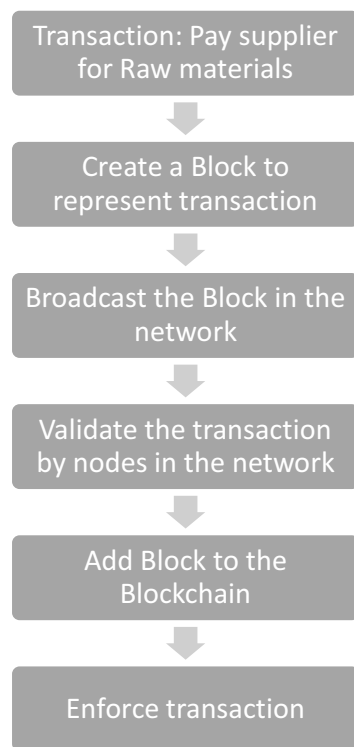 Transaction: Pay supplier
for Raw materials
Create a Block to
represent transaction
Broadcast the Block in the
network
Validate the transaction
by nodes in the network
Add Block to the
Blockchain
Enforce transaction